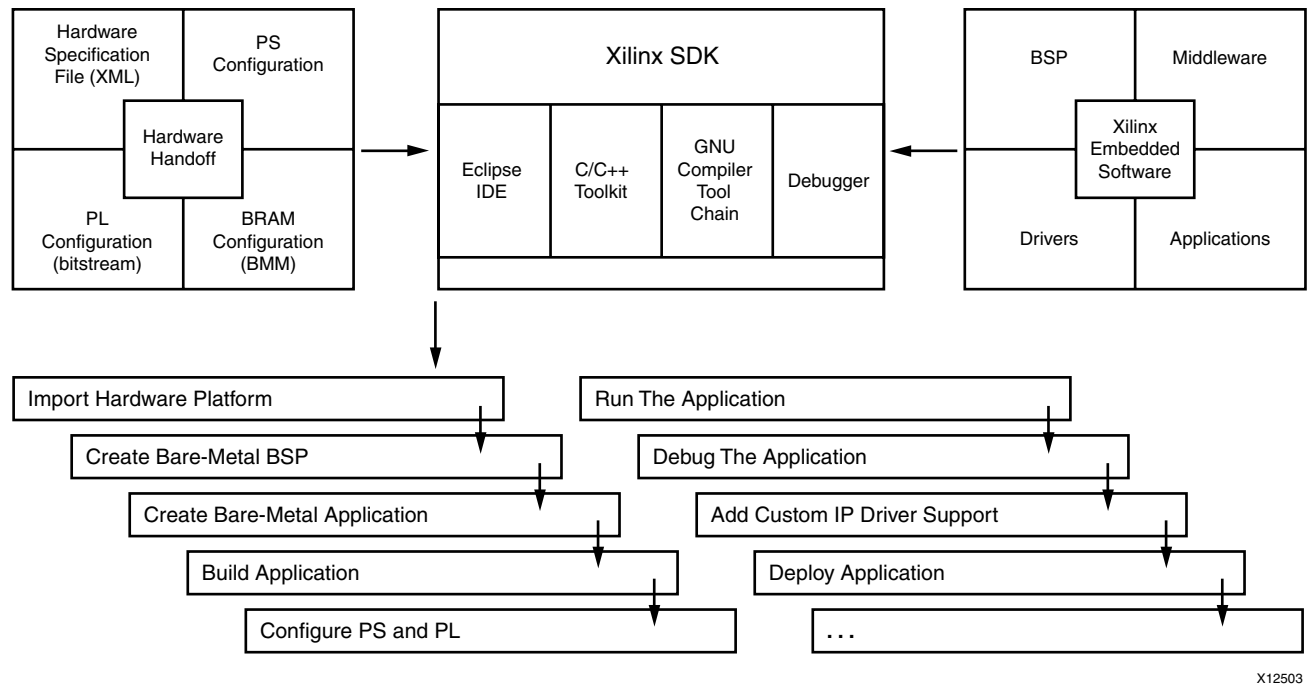 Hardware
Specification
File (XML)
PS
Configuration
Hardware
Handoff
PL
Configuration
(bitstream)
BRAM
Configuration
(BMM)
Xilinx SDK
Eclipse
IDE
C/C++
Toolkit
GNU
Compiler
Tool
Chain
Debugger
BSP
Middleware
Xilinx
Embedded
Software
Drivers
Applications
Import Hardware Platform
Create Bare-Metal BSP
Create Bare-Metal Application
Build Application
Configure PS and PL
Run The Application
Debug The Application
Add Custom IP Driver Support
Deploy Application
...
X12503